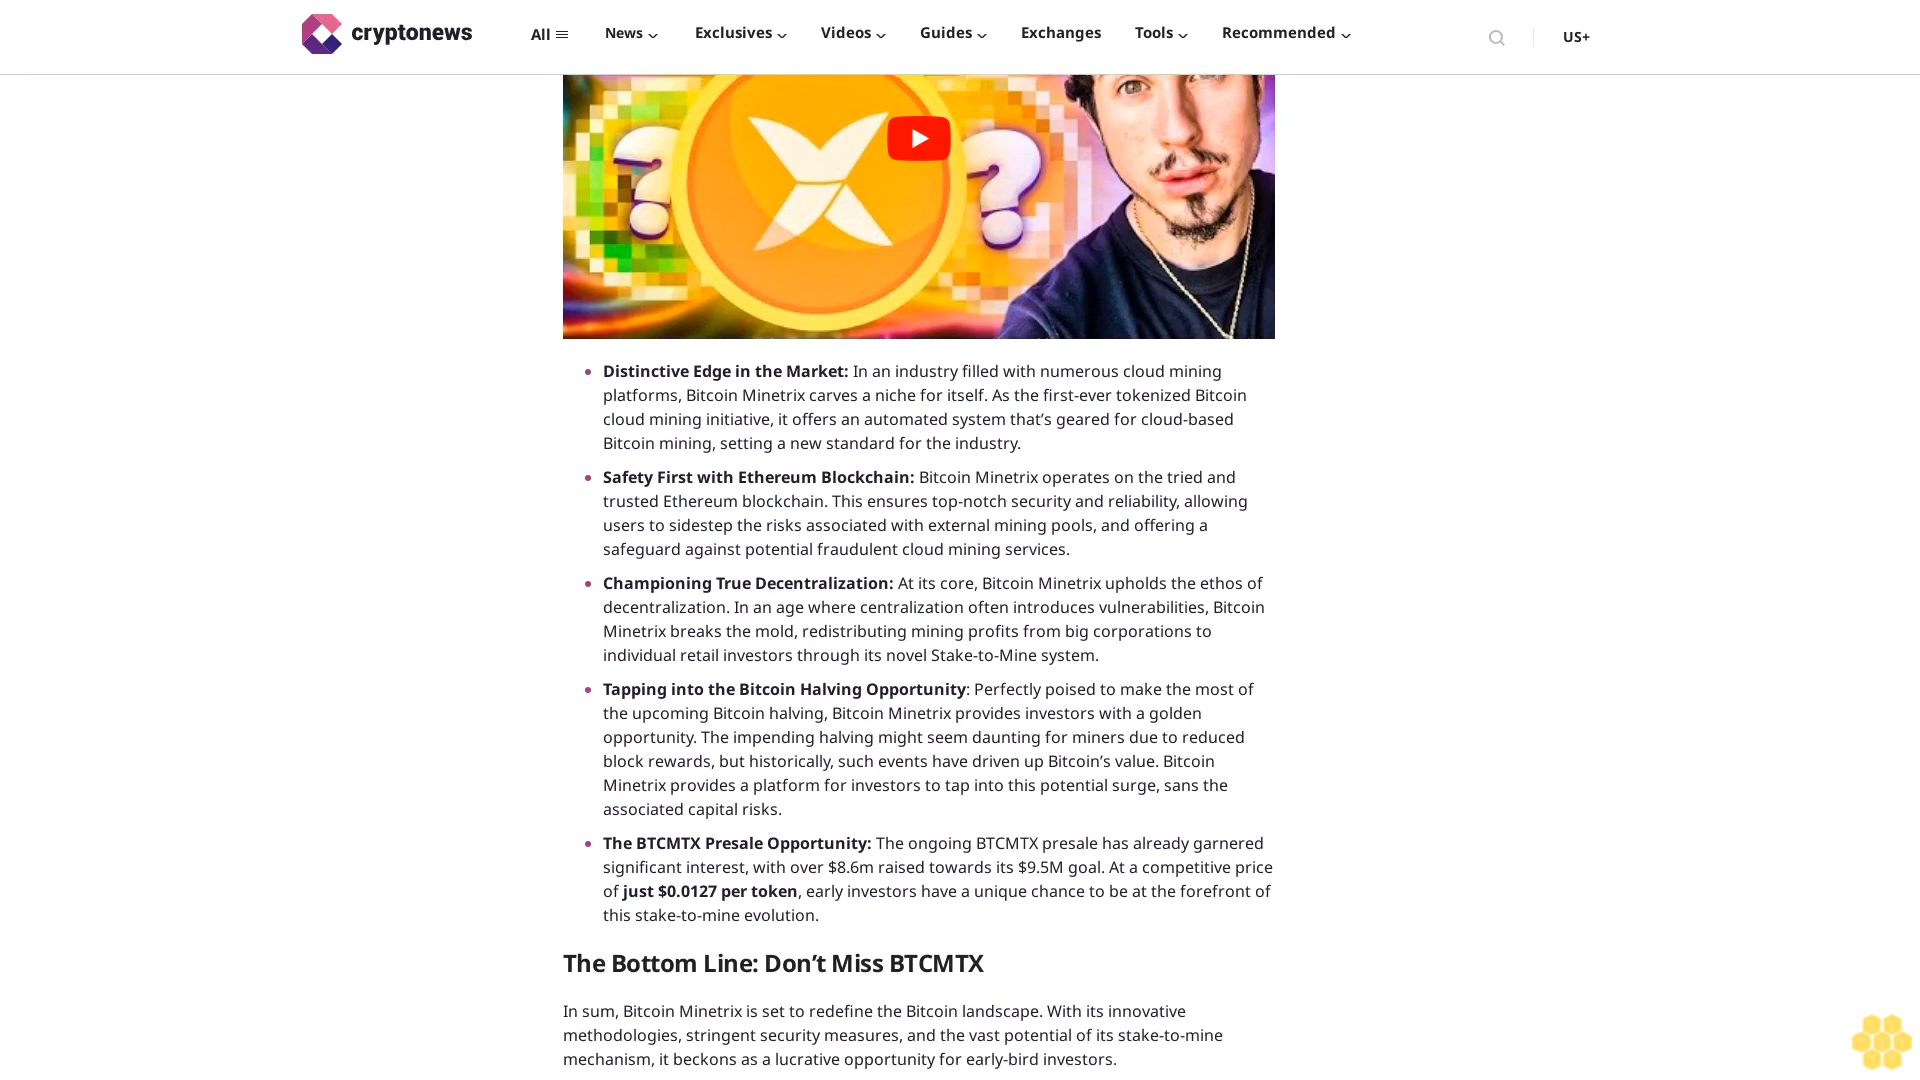 cryptonews
All
News
Exclusives
Videos
Guides
Exchanges
Tools
Recommended
US+
Distinctive Edge in the Market: In an industry filled with numerous cloud mining
platforms, Bitcoin Minetrix carves a niche for itself. As the first-ever tokenized Bitcoin
cloud mining initiative, it offers an automated system that’s geared for cloud-based
Bitcoin mining, setting a new standard for the industry.
Safety First with Ethereum Blockchain: Bitcoin Minetrix operates on the tried and
trusted Ethereum blockchain. This ensures top-notch security and reliability, allowing
users to sidestep the risks associated with external mining pools, and offering a
safeguard against potential fraudulent cloud mining services.
Championing True Decentralization: At its core, Bitcoin Minetrix upholds the ethos of
decentralization. In an age where centralization often introduces vulnerabilities, Bitcoin
Minetrix breaks the mold, redistributing mining profits from big corporations to
individual retail investors through its novel Stake-to-Mine system.
Tapping into the Bitcoin Halving Opportunity: Perfectly poised to make the most of
the upcoming Bitcoin halving, Bitcoin Minetrix provides investors with a golden
opportunity. The impending halving might seem daunting for miners due to reduced
block rewards, but historically, such events have driven up Bitcoin’s value. Bitcoin
Minetrix provides a platform for investors to tap into this potential surge, sans the
associated capital risks.
The BTCMTX Presale Opportunity: The ongoing BTCMTX presale has already garnered
significant interest, with over $8.6m raised towards its $9.5M goal. At a competitive price
of just $0.0127 per token, early investors have a unique chance to be at the forefront of
this stake-to-mine evolution.
The Bottom Line: Don’t Miss BTCMTX
In sum, Bitcoin Minetrix is set to redefine the Bitcoin landscape. With its innovative
methodologies, stringent security measures, and the vast potential of its stake-to-mine
mechanism, it beckons as a lucrative opportunity for early-bird investors.